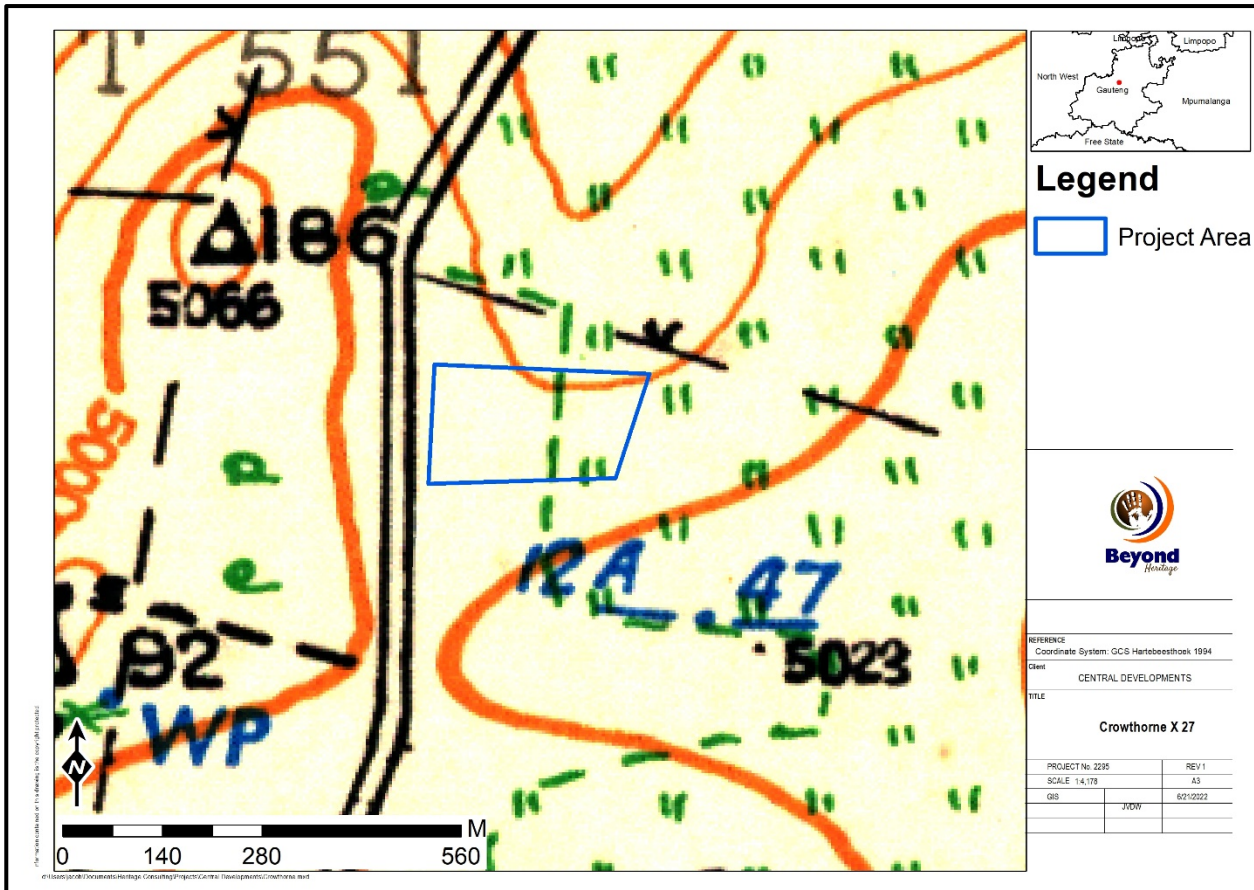 T 551
186
5066
5000
p
e
92
WP
RA 47
5023
N
0 140 280 560 M
Limpopo
Limpopo
North West
Gauteng
Mpumalanga
Free State
Legend
Project Area
Beyond
Heritage
REFERENCE
Coordinate System: GCS Hartebeesthoek 1994
Client
CENTRAL DEVELOPMENTS
TITLE
Crowthorne X 27
PROJECT No. 2295 REV 1
SCALE 1:4,178 A3
GIS JVDW 6/21/2022